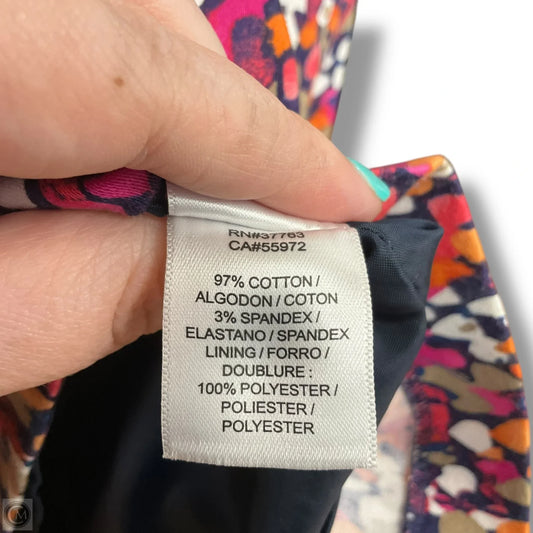 RN#37763
CA#55972
97% COTTON /
ALGODON / COTON
3% SPANDEX /
ELASTANO / SPANDEX
LINING / FORRO /
DOUBLURE :
100% POLYESTER /
POLIESTER /
POLYESTER